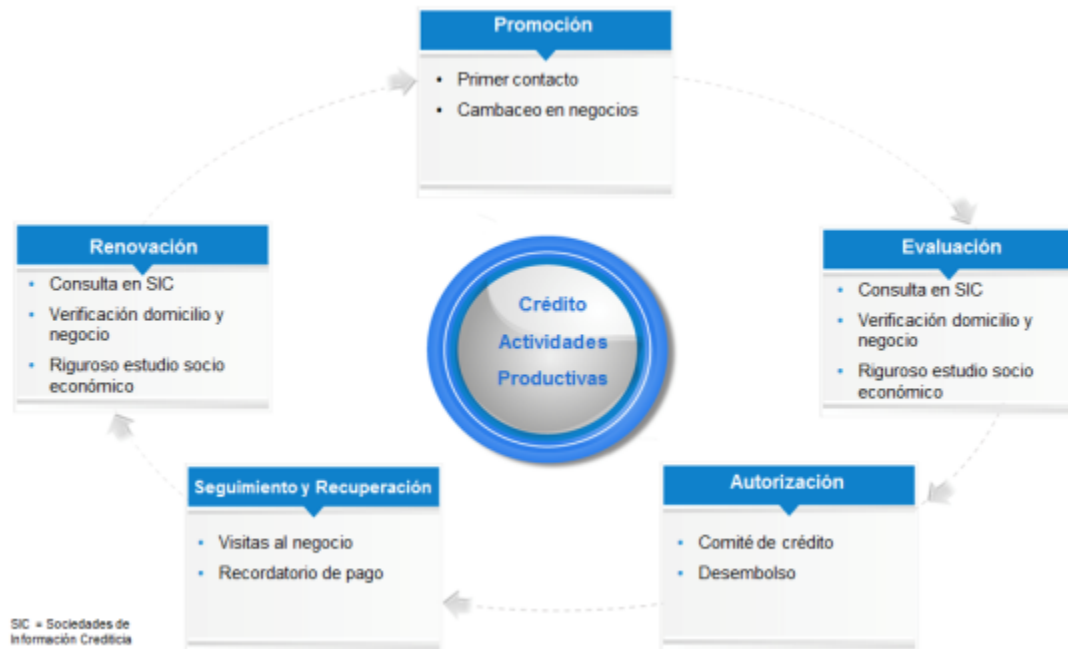 Promoción
• Primer contacto
• Cambaceo en negocios
Renovación
• Consulta en SIC
• Verificación domicilio y
negocio
• Riguroso estudio socio
económico
Crédito
Actividades
Productivas
Evaluación
• Consulta en SIC
• Verificación domicilio y
negocio
• Riguroso estudio socio
económico
Seguimiento y Recuperación
• Visitas al negocio
• Recordatorio de pago
Autorización
• Comité de crédito
• Desembolso
SIC = Sociedades de
Información Crediticia